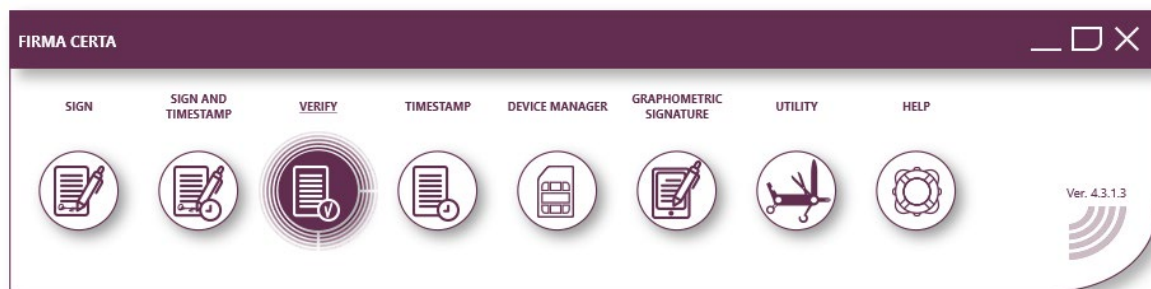 FIRMA CERTA
SIGN
SIGN AND
TIMESTAMP
VERIFY
TIMESTAMP
DEVICE MANAGER
GRAPHOMETRIC
SIGNATURE
UTILITY
HELP
Ver. 4.3.1.3